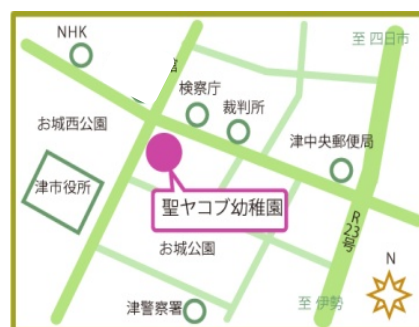 NHK
至 四日市
検察庁
裁判所
お城西公園
津中央郵便局
津市役所
聖ヤコブ幼稚園
R
23号
お城公園
N
至 伊勢
津警察署